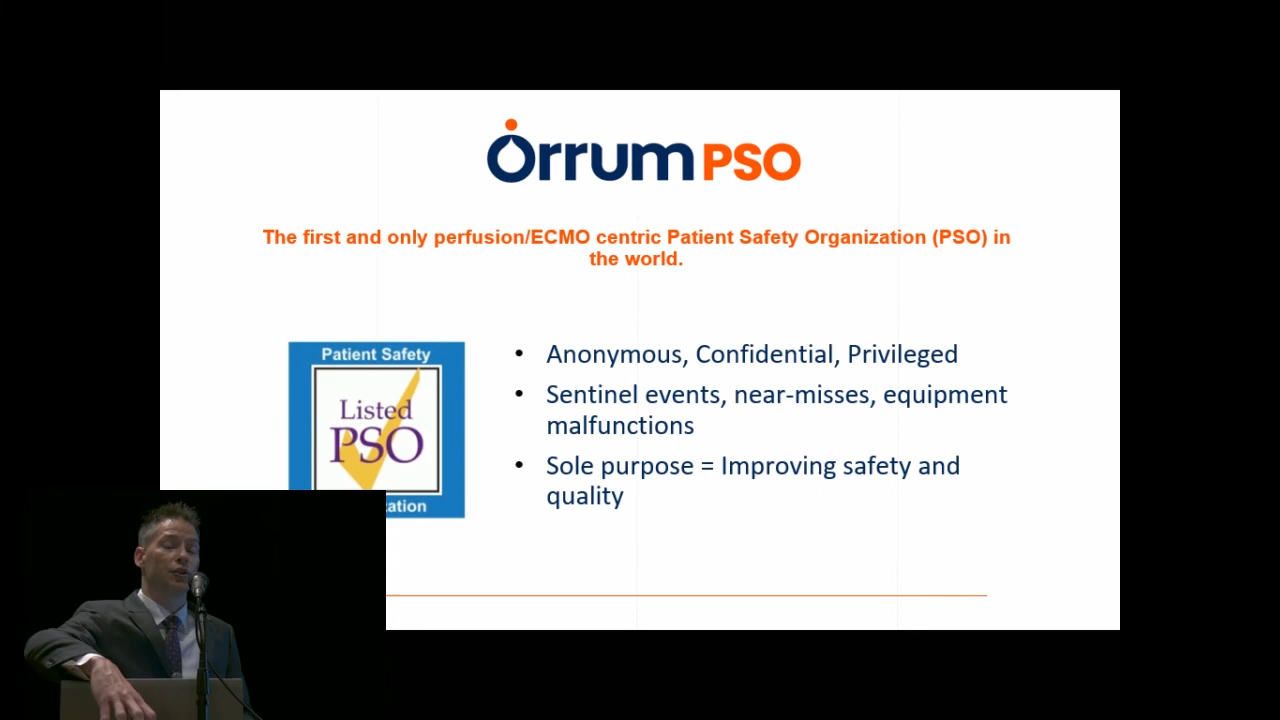 Orrum PSO
The first and only perfusion/ECMO centric Patient Safety Organization (PSO) in
the world.
Patient Safety
Listed
PSO
zation
• Anonymous, Confidential, Privileged
• Sentinel events, near-misses, equipment
malfunctions
• Sole purpose = Improving safety and
quality